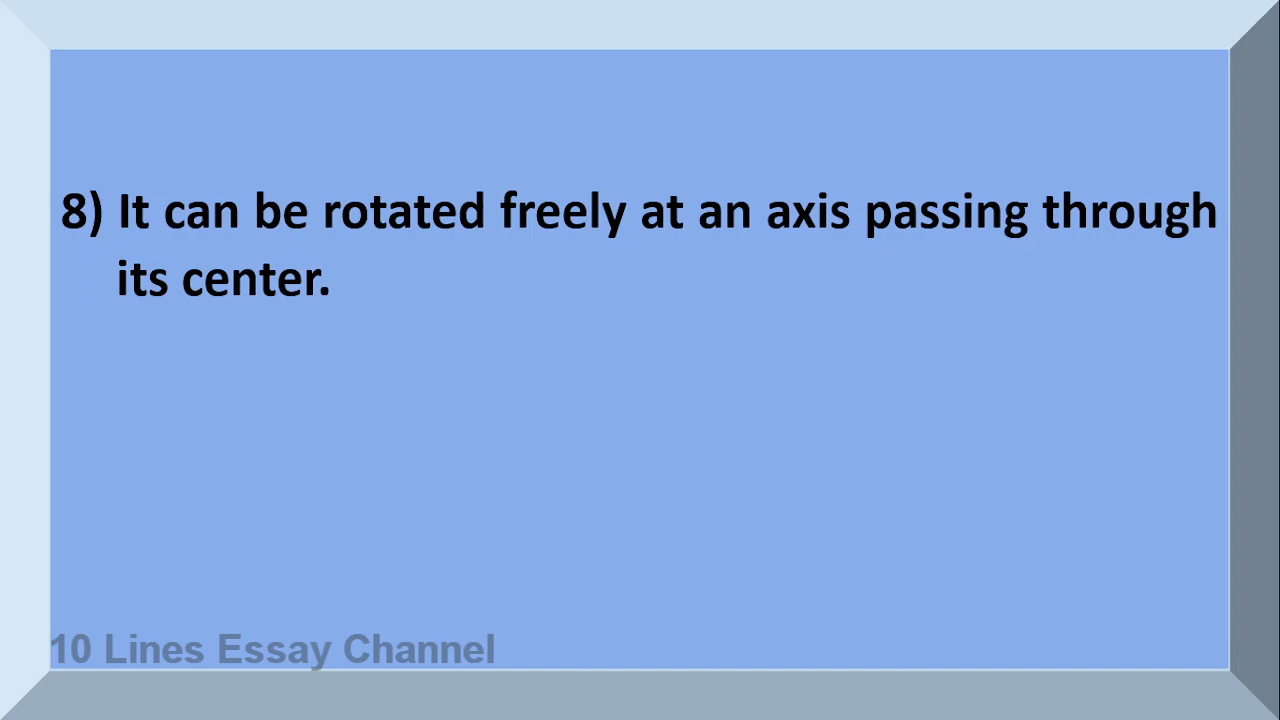 8) It can be rotated freely at an axis passing through
its center.
10 Lines Essay Channel